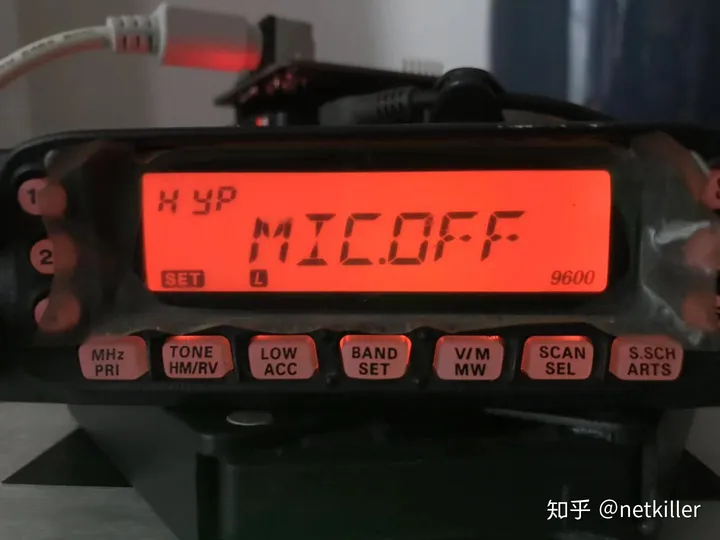 H YP
MIC.OFF
SET L 9600
1
2
MHz
PRI
TONE
HM/RV
LOW
ACC
BAND
SET
V/M
MW
SCAN
SEL
S.SCH
ARTS
知乎 @netkiller